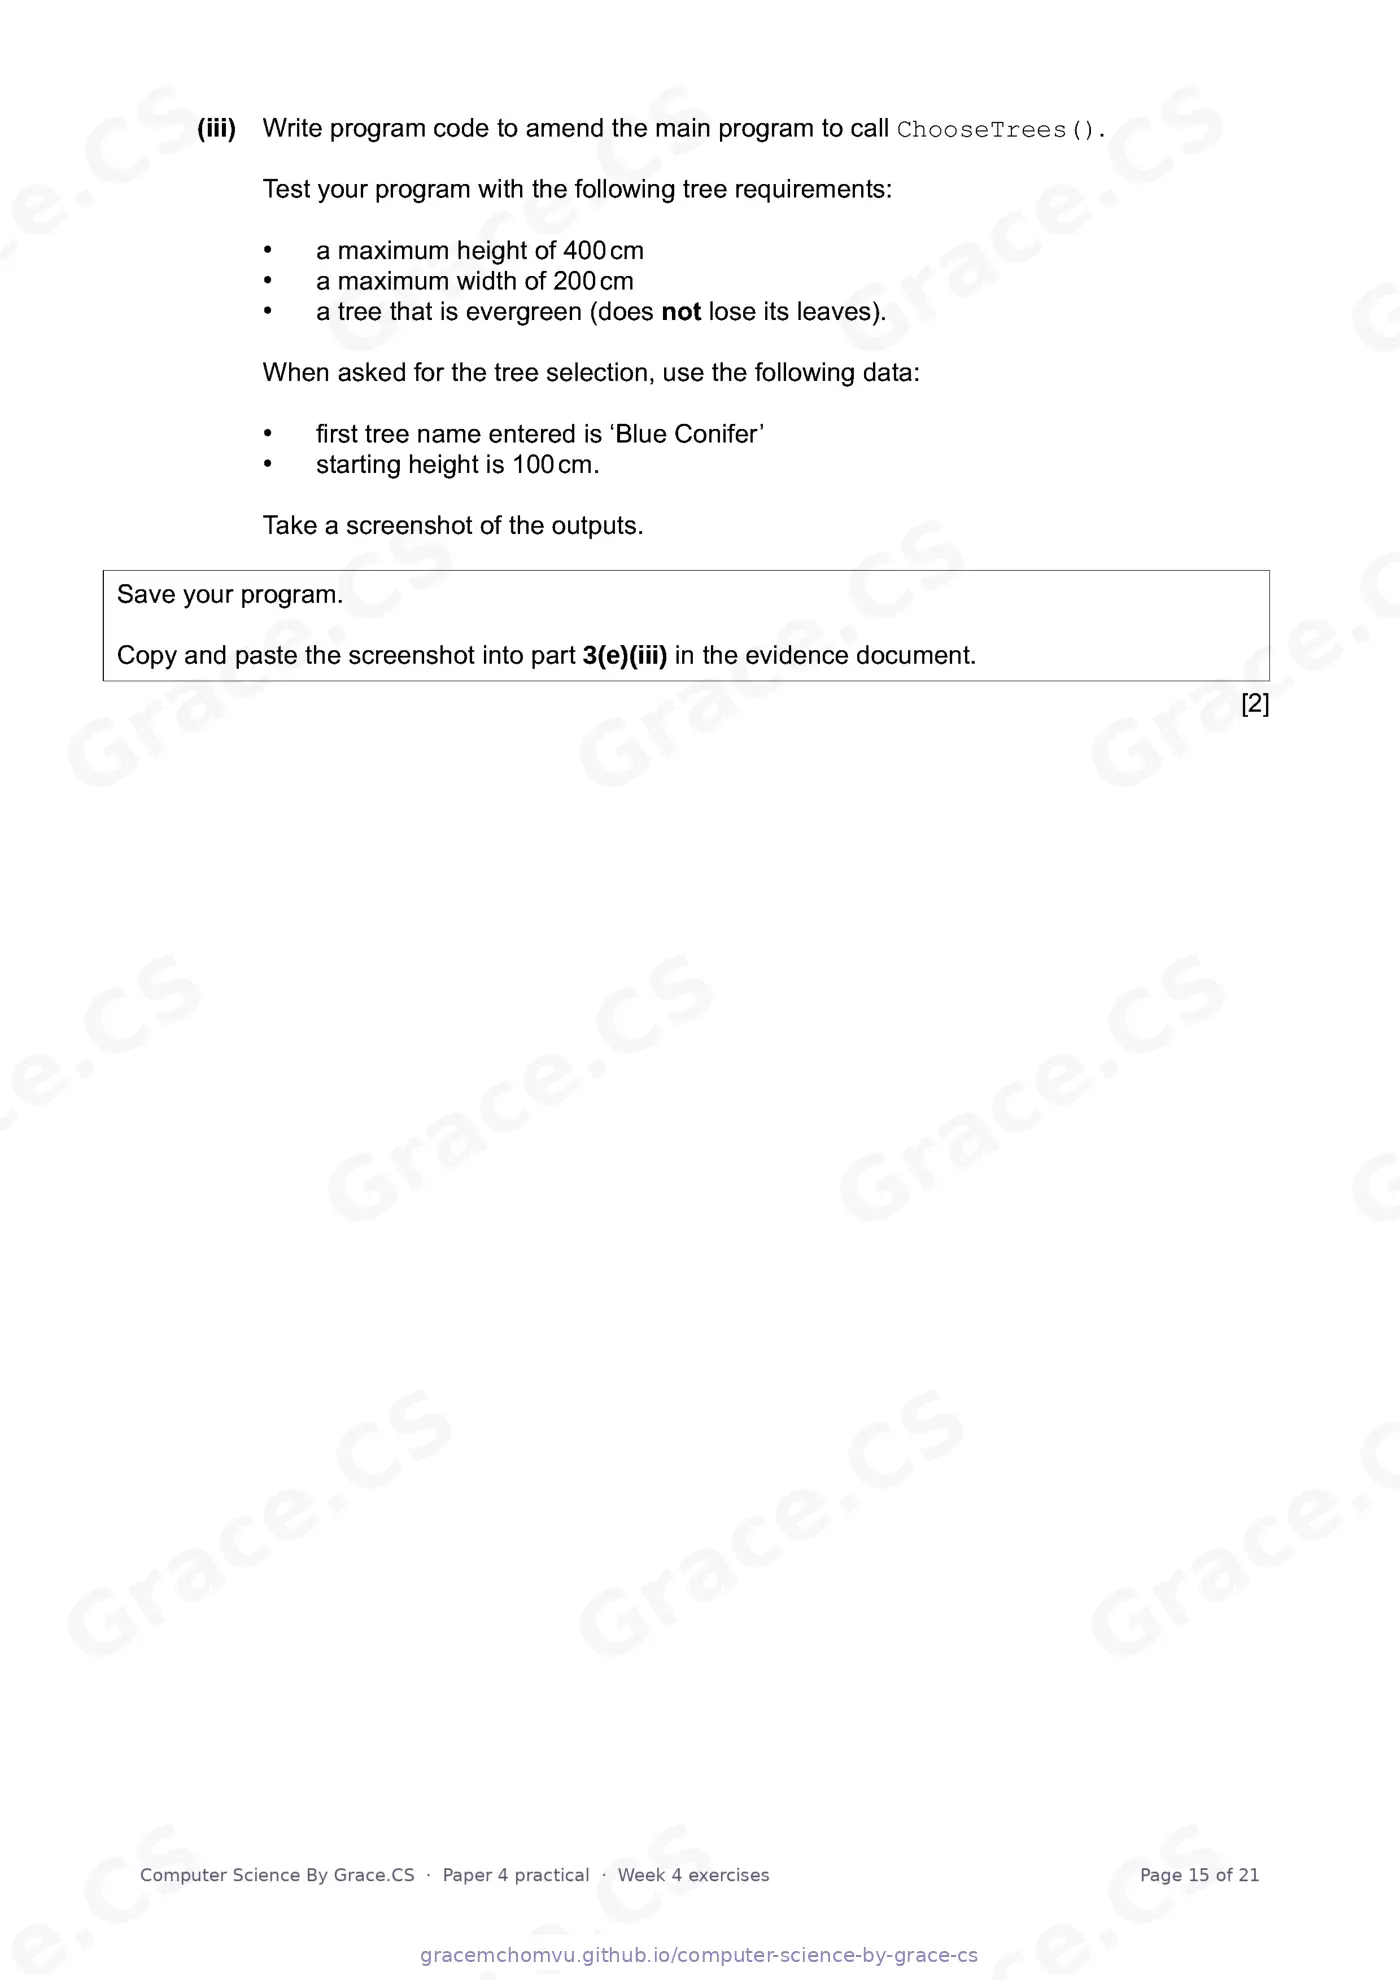 (iii) Write program code to amend the main program to call ChooseTrees().
Test your program with the following tree requirements:
• a maximum height of 400 cm
• a maximum width of 200 cm
• a tree that is evergreen (does not lose its leaves).
When asked for the tree selection, use the following data:
• first tree name entered is ‘Blue Conifer’
• starting height is 100 cm.
Take a screenshot of the outputs.
Save your program.
Copy and paste the screenshot into part 3(e)(iii) in the evidence document.
[2]
Computer Science By Grace.CS · Paper 4 practical · Week 4 exercises Page 15 of 21
gracemchomvu.github.io/computer-science-by-grace-cs
Grace.CS